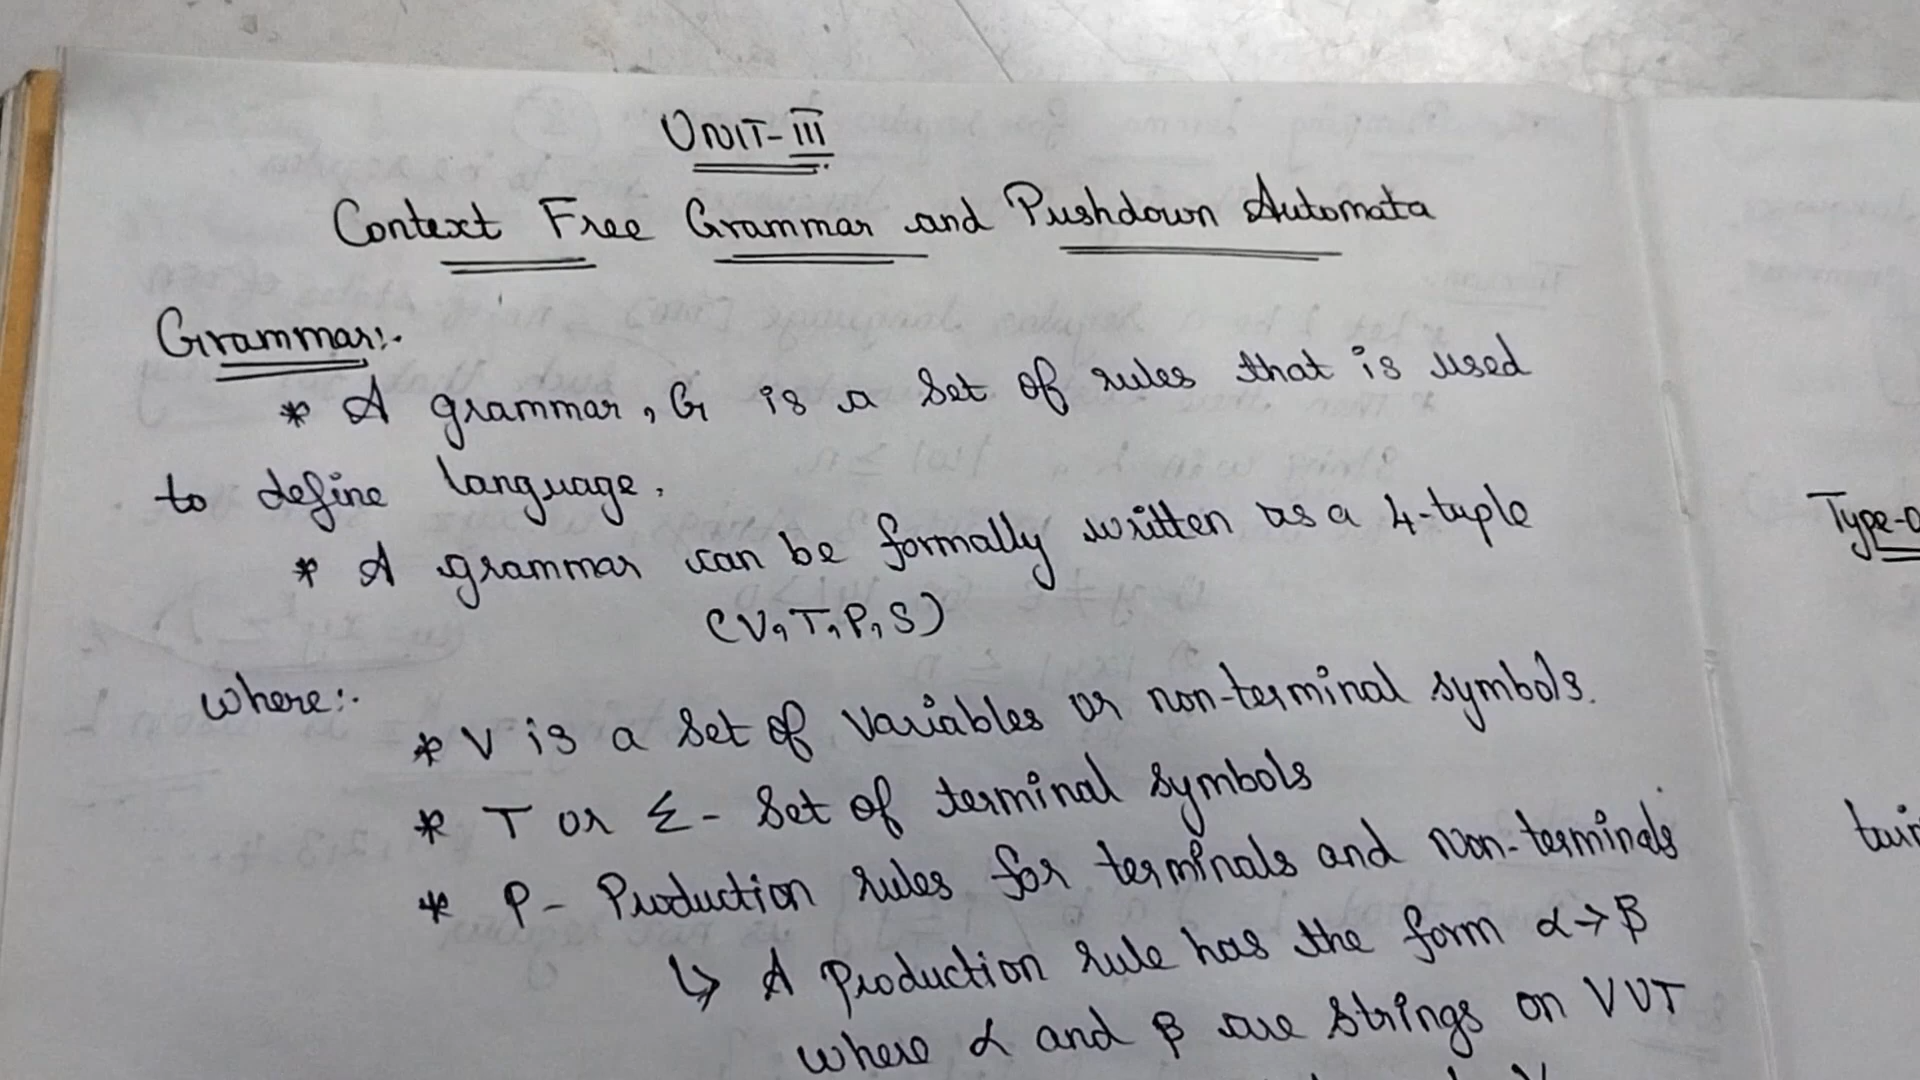 UNIT-III
Context Free Grammar and Pushdown Automata
Grammar:-
* A grammar, G is a set of rules that is used
to define language.
* A grammar can be formally written as a 4-tuple
(V, T, P, S)
where:-
* V is a set of variables or non-terminal symbols.
* T or Σ - Set of terminal symbols
* P - Production rules for terminals and non-terminals
↳ A production rule has the form α → β
where α and β are strings on V U T
Type-0